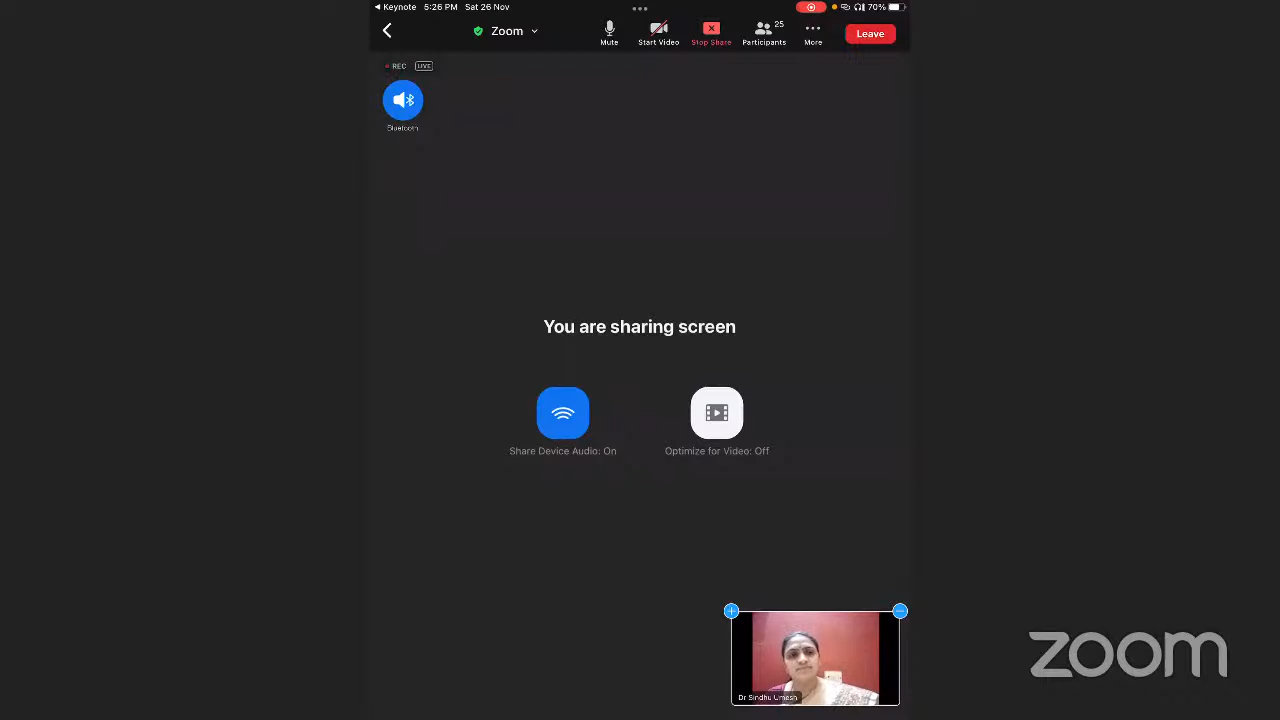 Keynote 5:26 PM Sat 26 Nov 70%
Zoom
25
Mute Start Video Stop Share Participants More Leave
REC LIVE
Bluetooth
You are sharing screen
Share Device Audio: On Optimize for Video: Off
Dr Sindhu Umesh
zoom